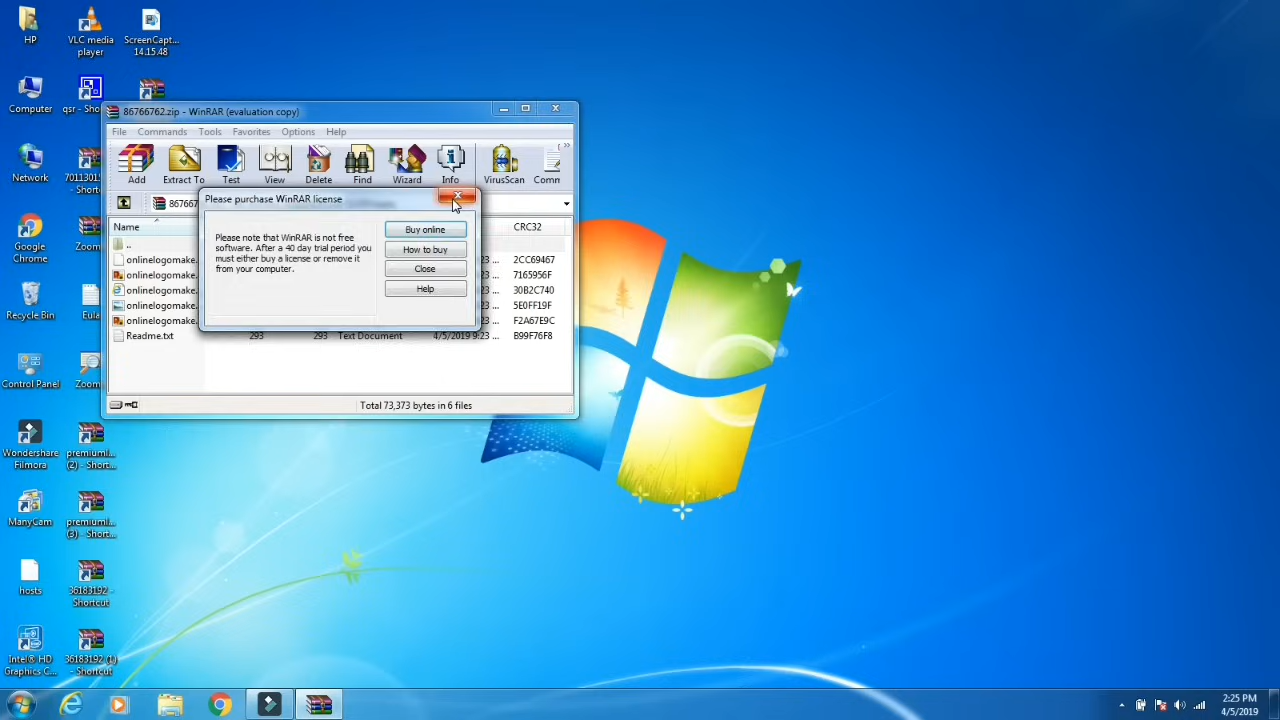 HP
VLC media
player
ScreenCapt...
14.15.48
Computer
qsr - Sho...
Network
7011301...
- Shortc...
Google
Chrome
Zoom...
Recycle Bin
Eula
Control Panel
Zoom...
Wondershare
Filmora
premiuml...
(2) - Short...
ManyCam
premiuml...
(3) - Short...
hosts
36183192 -
Shortcut
Intel® HD
Graphics C...
36183192 (1)
- Shortcut
86766762.zip - WinRAR (evaluation copy)
File Commands Tools Favorites Options Help
Add Extract To Test View Delete Find Wizard Info VirusScan Comm
Name CRC32
..
onlinelogomake... 2CC69467
onlinelogomake... 7165956F
onlinelogomake... 30B2C740
onlinelogomake... 5E0FF19F
onlinelogomake... F2A67E9C
Readme.txt 293 293 Text Document 4/5/2019 9:23 ... B99F76F8
Total 73,373 bytes in 6 files
Please purchase WinRAR license
Please note that WinRAR is not free
software. After a 40 day trial period you
must either buy a license or remove it
from your computer.
Buy online
How to buy
Close
Help
2:25 PM
4/5/2019